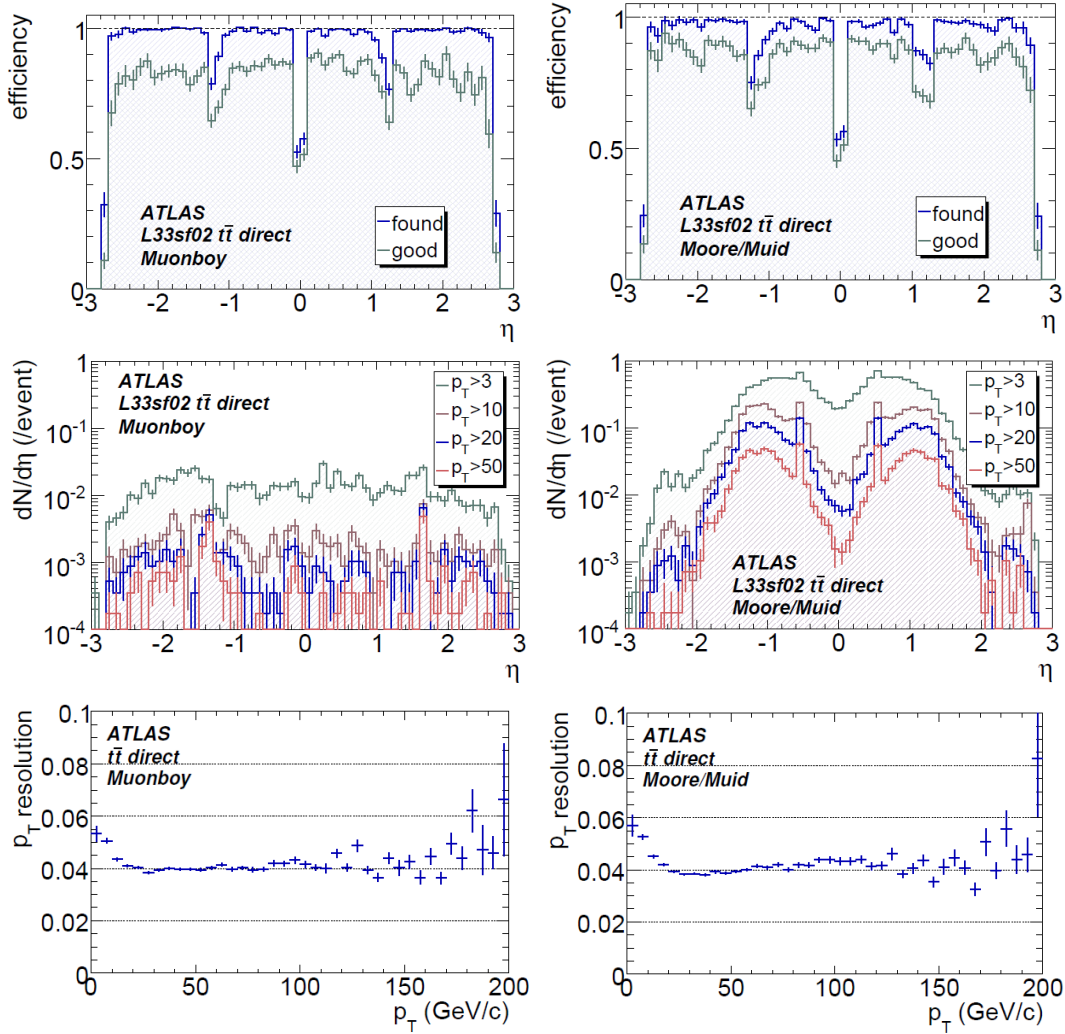 efficiency
1
0.5
0
ATLAS
L33sf02 tt̄ direct
Muonboy
found
good
-3 -2 -1 0 1 2 3
η
efficiency
1
0.5
0
ATLAS
L33sf02 tt̄ direct
Moore/Muid
found
good
-3 -2 -1 0 1 2 3
η
dN/dη (/event)
1
10⁻¹
10⁻²
10⁻³
10⁻⁴
ATLAS
L33sf02 tt̄ direct
Muonboy
p_T>3
p_T>10
p_T>20
p_T>50
-3 -2 -1 0 1 2 3
η
dN/dη (/event)
1
10⁻¹
10⁻²
10⁻³
10⁻⁴
p_T>3
p_T>10
p_T>20
p_T>50
ATLAS
L33sf02 tt̄ direct
Moore/Muid
-3 -2 -1 0 1 2 3
η
p_T resolution
0.1
0.08
0.06
0.04
0.02
0
ATLAS
tt̄ direct
Muonboy
0 50 100 150 200
p_T (GeV/c)
p_T resolution
0.1
0.08
0.06
0.04
0.02
0
ATLAS
tt̄ direct
Moore/Muid
0 50 100 150 200
p_T (GeV/c)